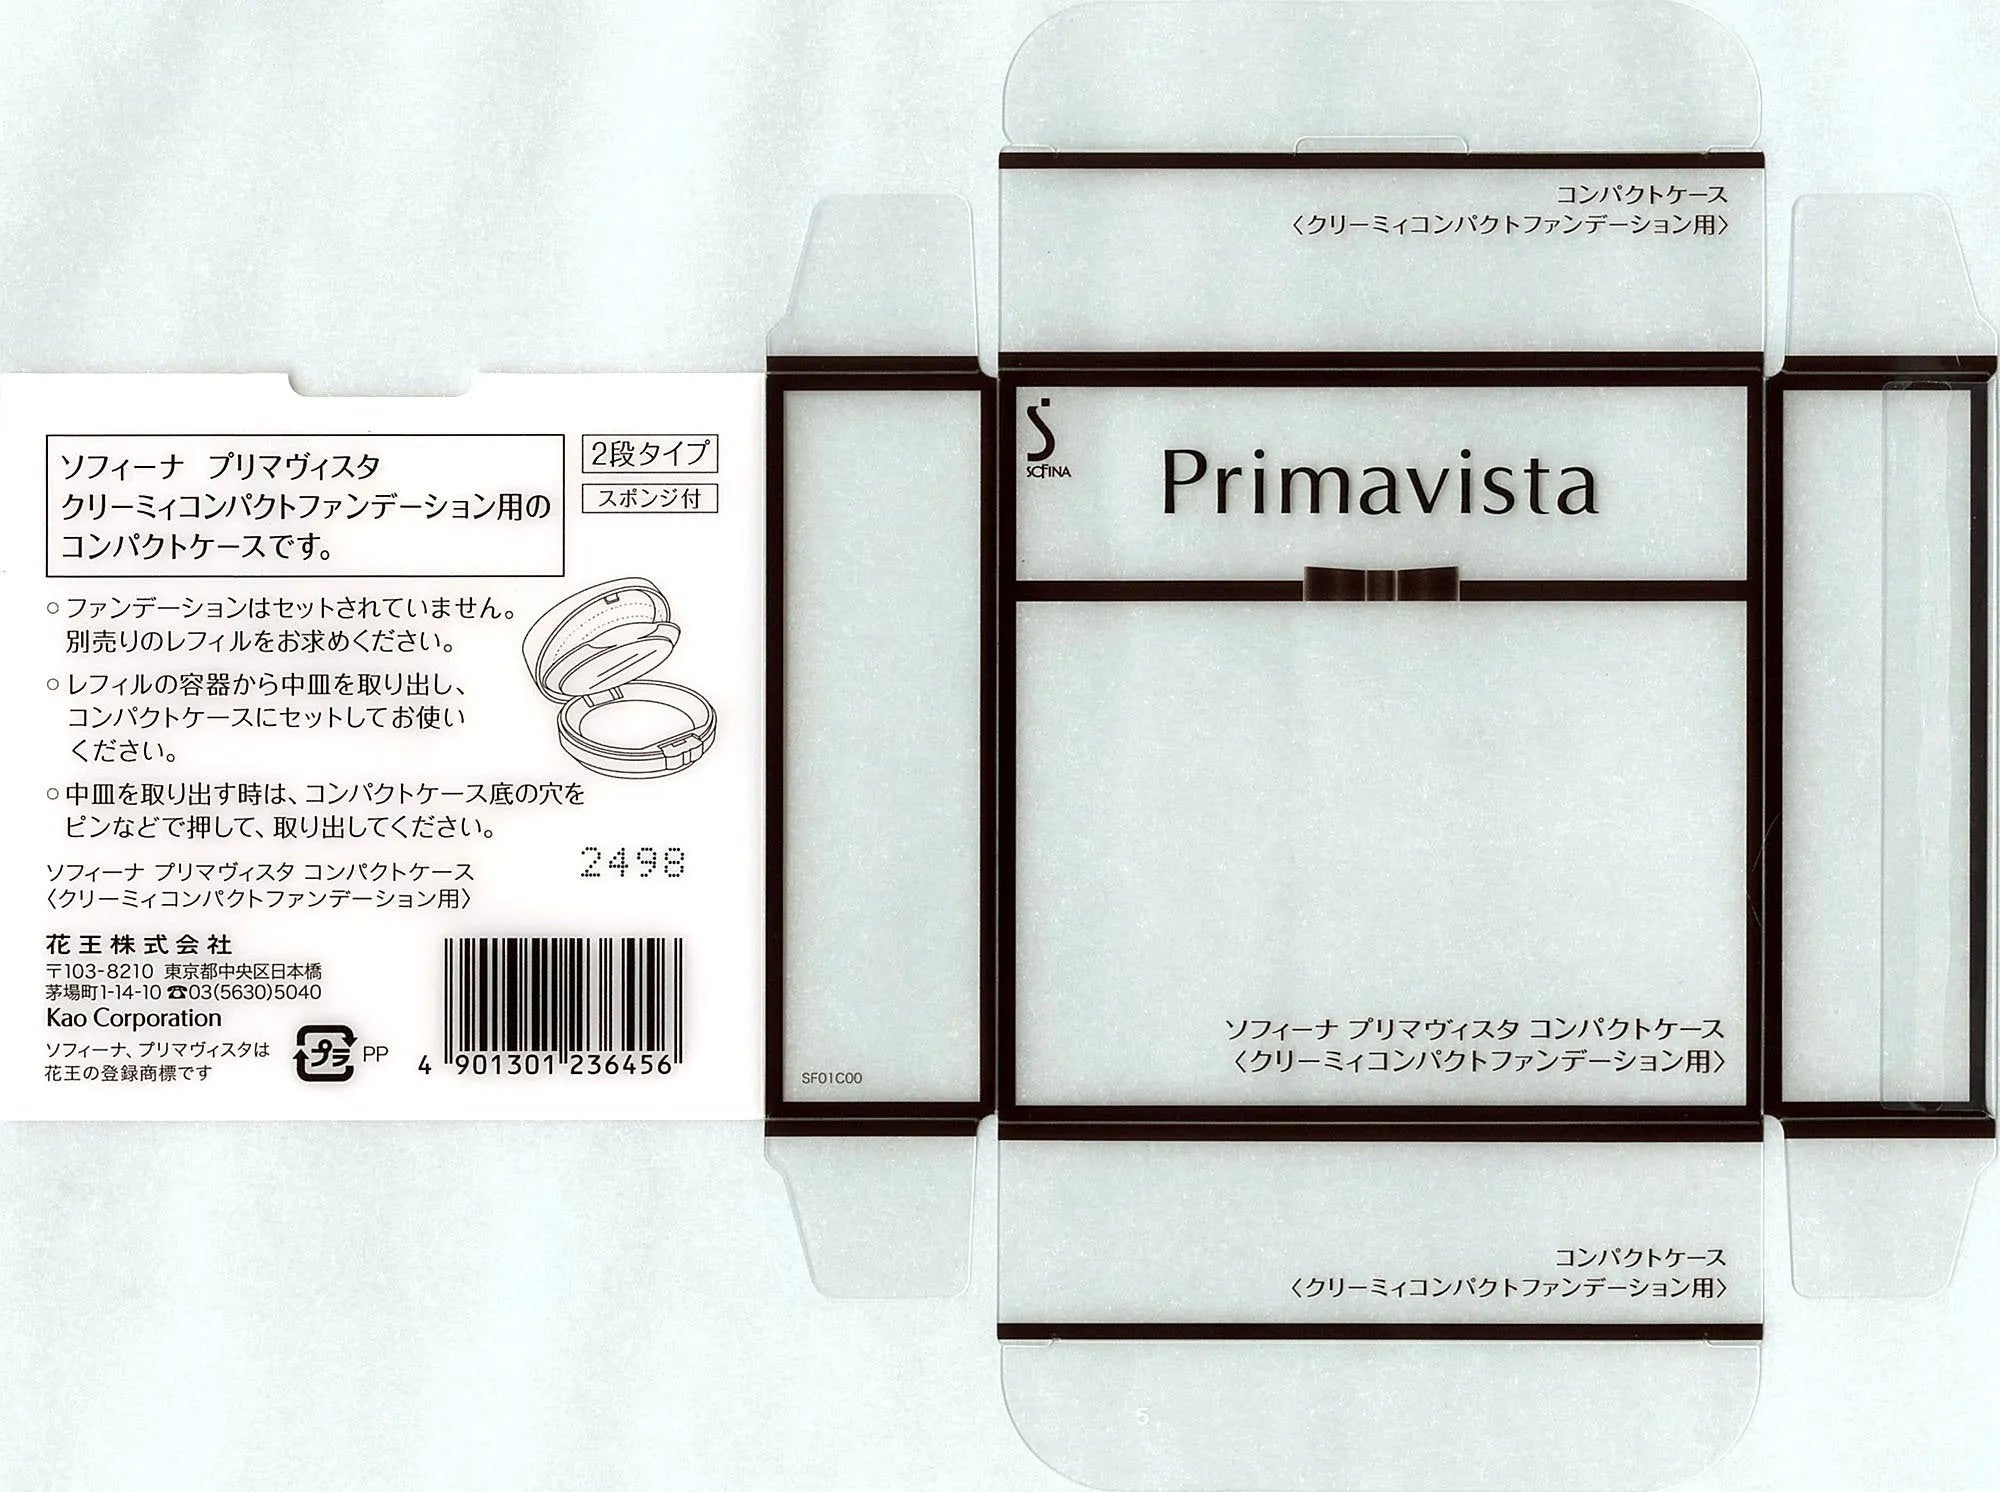 コンパクトケース
〈クリーミィコンパクトファンデーション用〉
SOFINA
Primavista
ソフィーナ プリマヴィスタ コンパクトケース
〈クリーミィコンパクトファンデーション用〉
コンパクトケース
〈クリーミィコンパクトファンデーション用〉
5
SF01C00
ソフィーナ プリマヴィスタ
クリーミィコンパクトファンデーション用の
コンパクトケースです。
2段タイプ
スポンジ付
○ファンデーションはセットされていません。
別売りのレフィルをお求めください。
○レフィルの容器から中皿を取り出し、
コンパクトケースにセットしてお使い
ください。
○中皿を取り出す時は、コンパクトケース底の穴を
ピンなどで押して、取り出してください。
2498
ソフィーナ プリマヴィスタ コンパクトケース
〈クリーミィコンパクトファンデーション用〉
花王株式会社
〒103-8210 東京都中央区日本橋
茅場町1-14-10 ☎03(5630)5040
Kao Corporation
ソフィーナ、プリマヴィスタは
花王の登録商標です
プラ PP
4 901301 236456